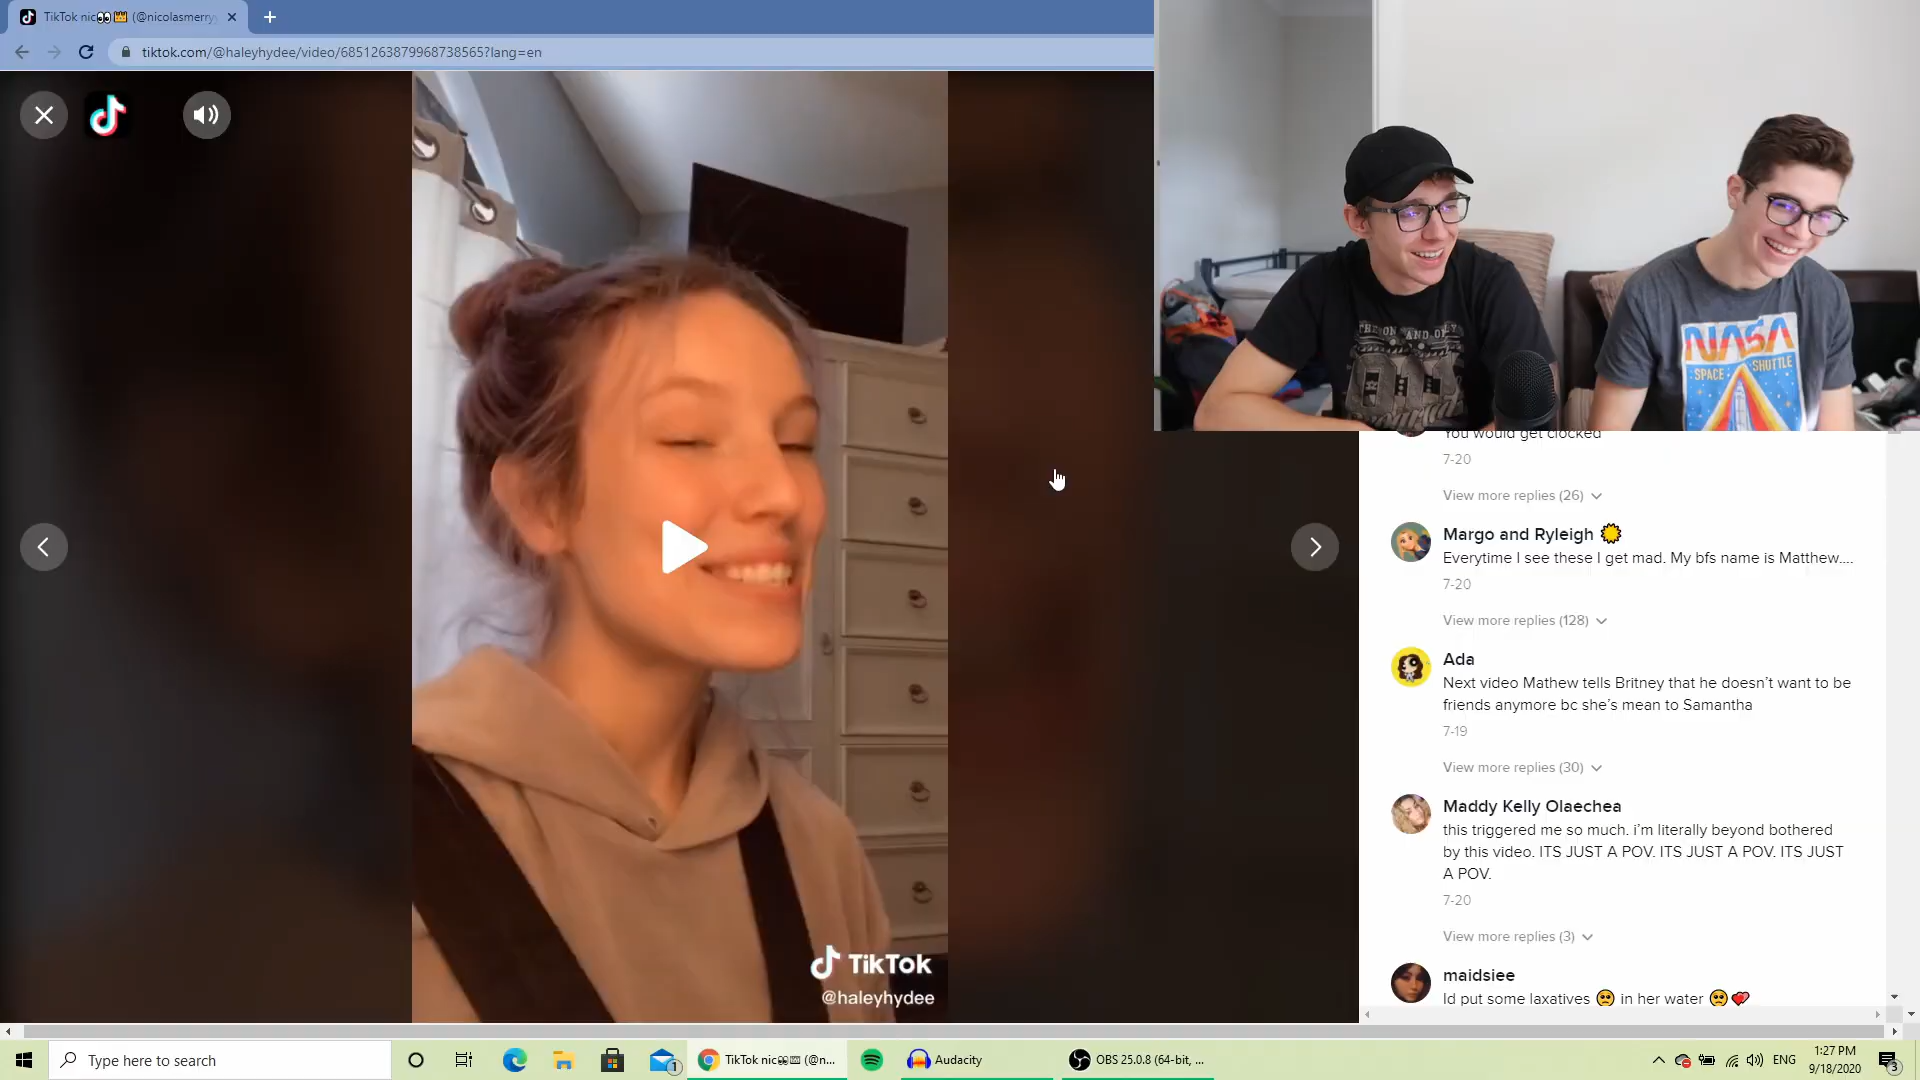 TikTok nic👀👑 (@nicolasmerry
tiktok.com/@haleyhydee/video/6851263879968738565?lang=en
THE ON AND ONLY
NASA
SPACE SHUTTLE
You would get clocked
7-20
View more replies (26)
Margo and Ryleigh
Everytime I see these I get mad. My bfs name is Matthew....
7-20
View more replies (128)
Ada
Next video Mathew tells Britney that he doesn't want to be
friends anymore bc she's mean to Samantha
7-19
View more replies (30)
Maddy Kelly Olaechea
this triggered me so much. i'm literally beyond bothered
by this video. ITS JUST A POV. ITS JUST A POV. ITS JUST
A POV.
7-20
View more replies (3)
maidsiee
Id put some laxatives 🥺 in her water 🥺💕
TikTok
@haleyhydee
Type here to search
1
TikTok nic👀👑 (@n...
Audacity
OBS 25.0.8 (64-bit, ...
ENG
1:27 PM
9/18/2020
3